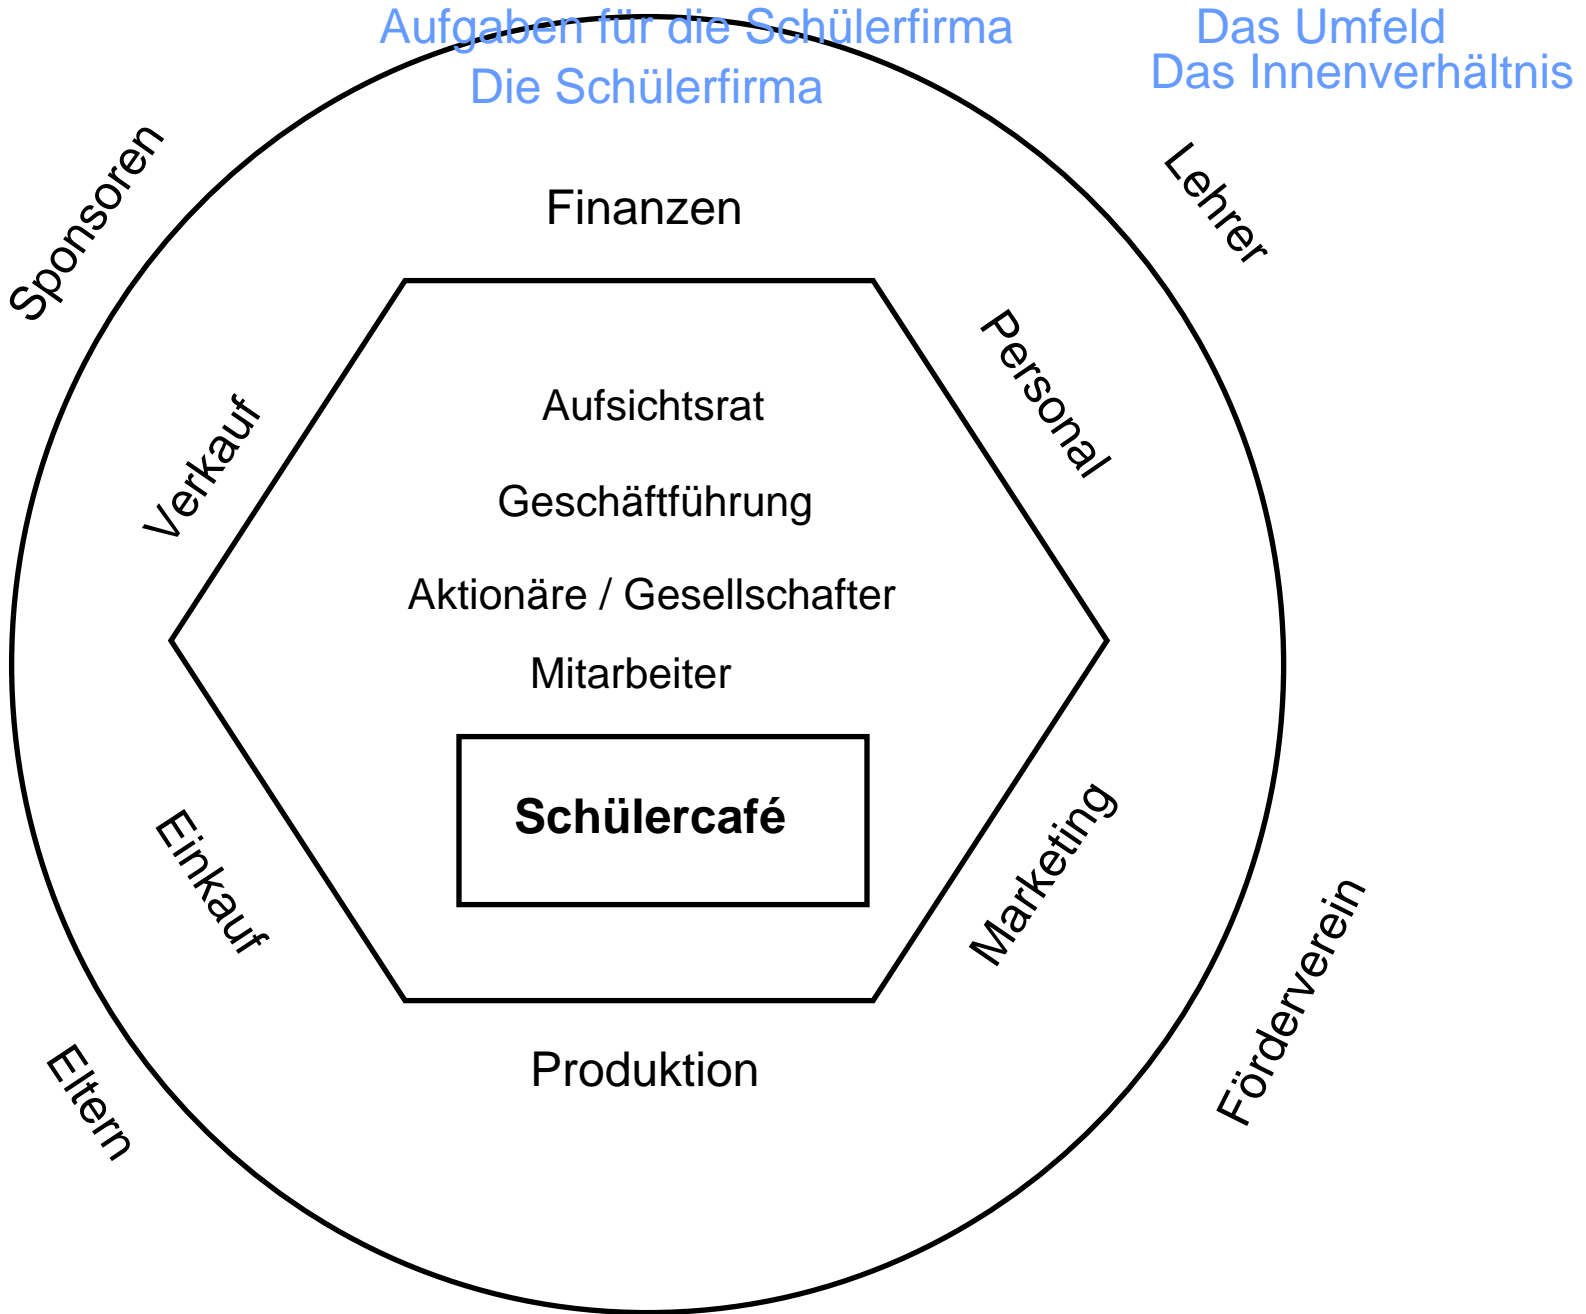 Aufgaben für die Schülerfirma
Das Umfeld
Die Schülerfirma
Das Innenverhältnis
Sponsoren
Lehrer
Finanzen
Verkauf
Personal
Aufsichtsrat
Geschäftführung
Aktionäre / Gesellschafter
Mitarbeiter
Schülercafé
Einkauf
Marketing
Produktion
Eltern
Förderverein